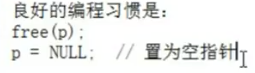 良好的编程习惯是：
free(p);
p = NULL;  // 置为空指针